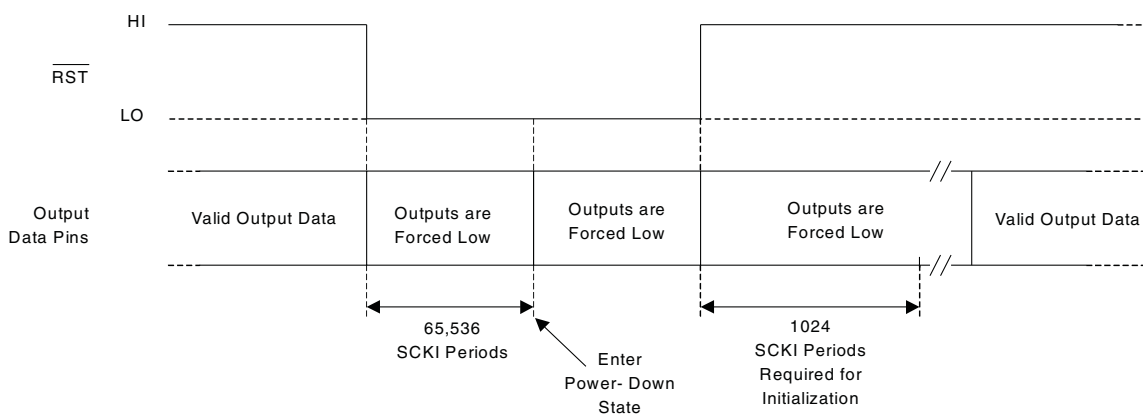 HI
RST
LO
Output
Data Pins
Valid Output Data
Outputs are
Forced Low
Outputs are
Forced Low
Outputs are
Forced Low
Valid Output Data
65,536
SCKI Periods
Enter
Power- Down
State
1024
SCKI Periods
Required for
Initialization